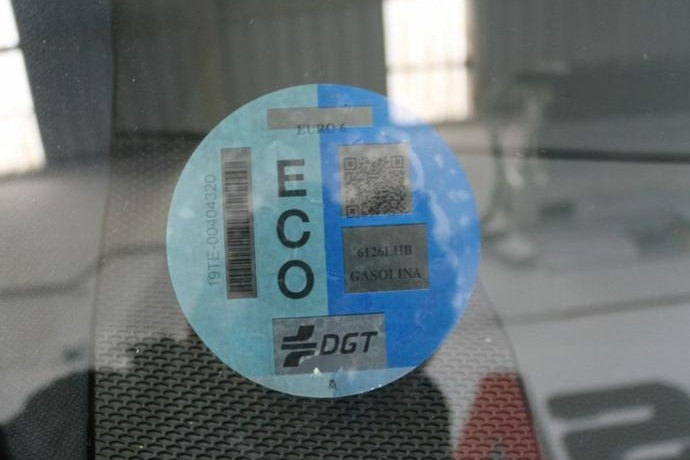 EURO 6
19TE-00404320
ECO
6126LHB
GASOLINA
DGT